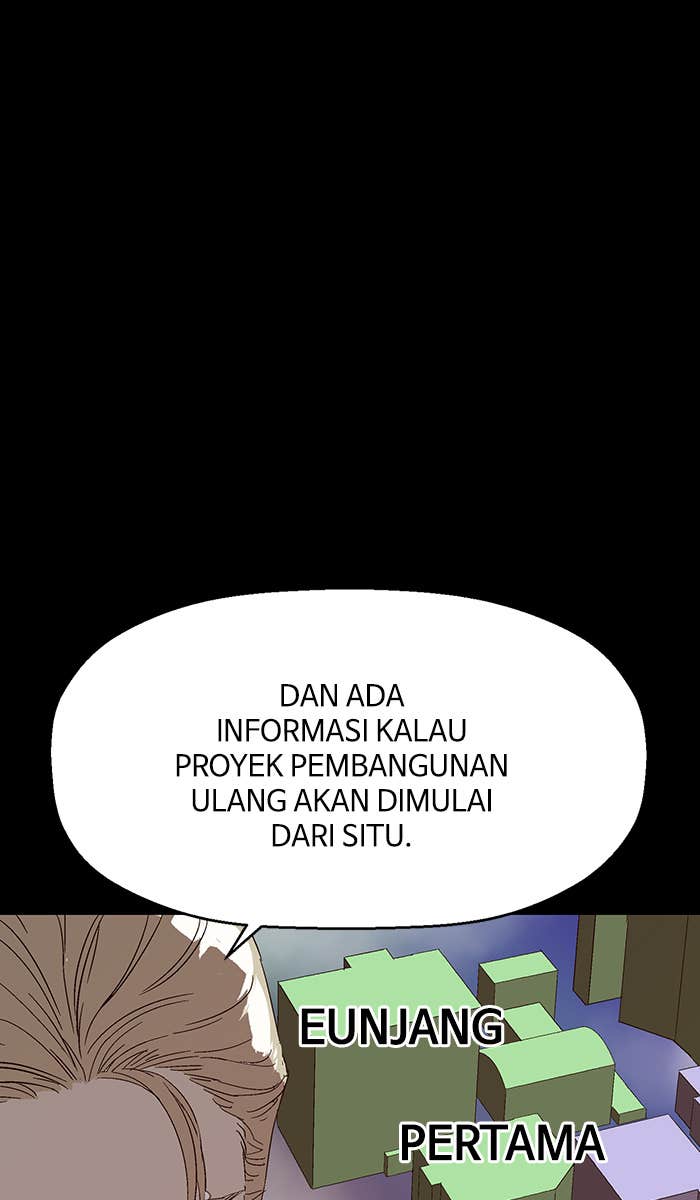 DAN ADA
INFORMASI KALAU
PROYEK PEMBANGUNAN
ULANG AKAN DIMULAI
DARI SITU.
EUNJANG
PERTAMA